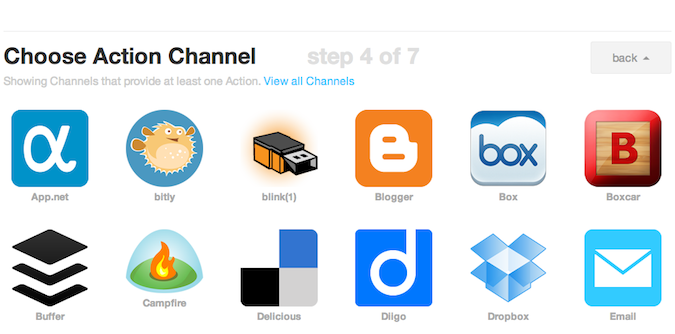 Choose Action Channel step 4 of 7 back
Showing Channels that provide at least one Action. View all Channels
α box B
App.net bitly blink(1) Blogger Box Boxcar
d
Buffer Campfire Delicious Diigo Dropbox Email